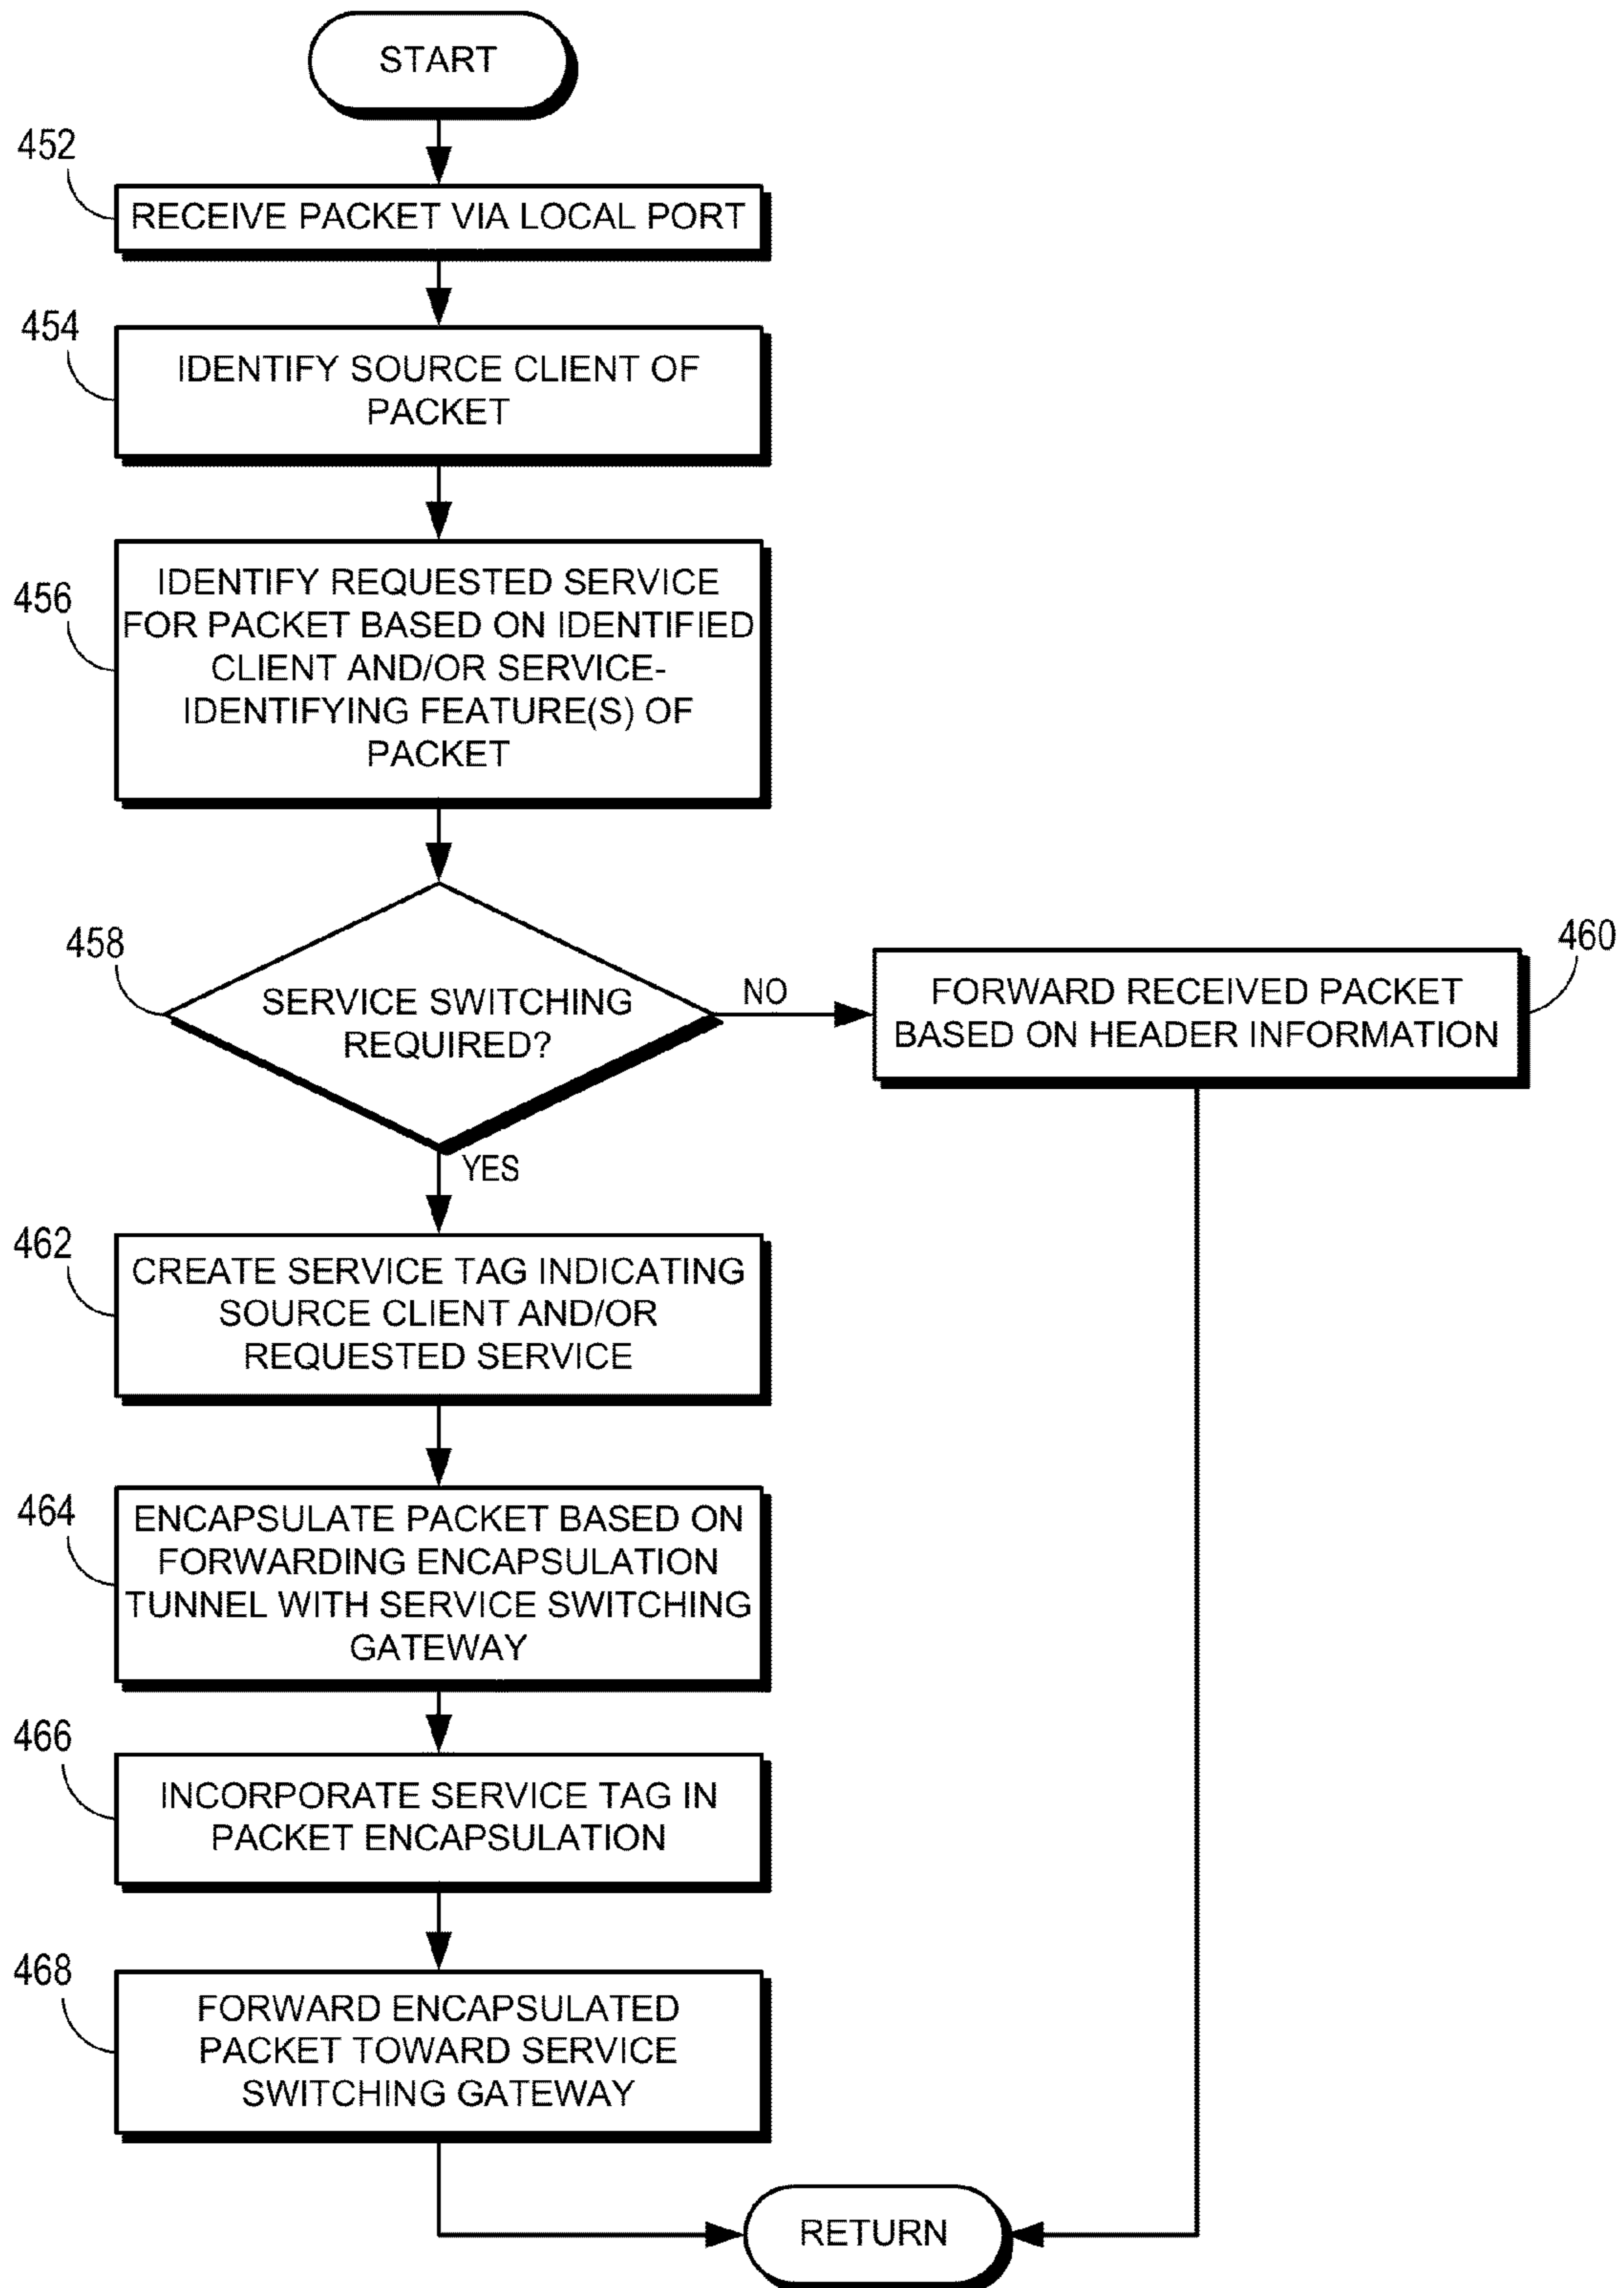 START
452
RECEIVE PACKET VIA LOCAL PORT
454
IDENTIFY SOURCE CLIENT OF
PACKET
456
IDENTIFY REQUESTED SERVICE
FOR PACKET BASED ON IDENTIFIED
CLIENT AND/OR SERVICE-
IDENTIFYING FEATURE(S) OF
PACKET
458
SERVICE SWITCHING
REQUIRED?
NO
460
FORWARD RECEIVED PACKET
BASED ON HEADER INFORMATION
YES
462
CREATE SERVICE TAG INDICATING
SOURCE CLIENT AND/OR
REQUESTED SERVICE
464
ENCAPSULATE PACKET BASED ON
FORWARDING ENCAPSULATION
TUNNEL WITH SERVICE SWITCHING
GATEWAY
466
INCORPORATE SERVICE TAG IN
PACKET ENCAPSULATION
468
FORWARD ENCAPSULATED
PACKET TOWARD SERVICE
SWITCHING GATEWAY
RETURN